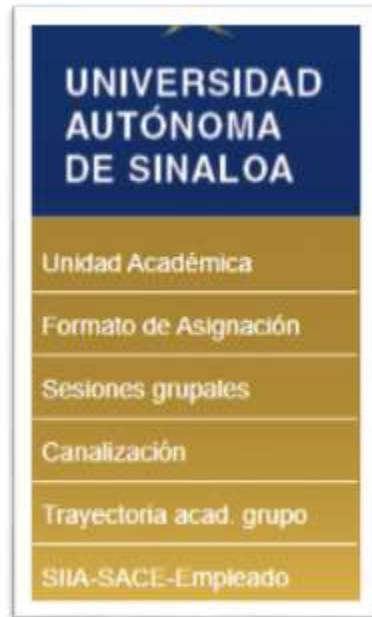 UNIVERSIDAD
AUTÓNOMA
DE SINALOA
Unidad Académica
Formato de Asignación
Sesiones grupales
Canalización
Trayectoria acad. grupo
SIIA-SACE-Empleado